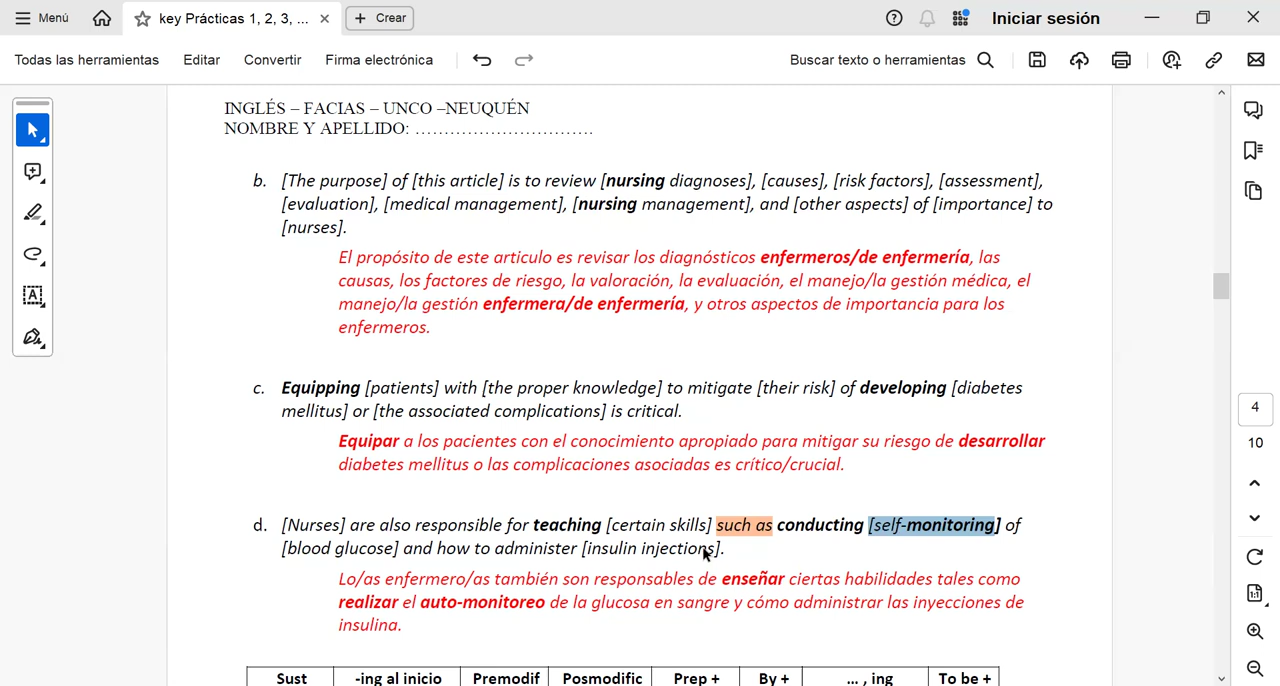 Menú
key Prácticas 1, 2, 3, ...
Crear
Iniciar sesión
Todas las herramientas
Editar
Convertir
Firma electrónica
Buscar texto o herramientas
INGLÉS – FACIAS – UNCO –NEUQUÉN
NOMBRE Y APELLIDO: ...............................
b. [The purpose] of [this article] is to review [nursing diagnoses], [causes], [risk factors], [assessment],
[evaluation], [medical management], [nursing management], and [other aspects] of [importance] to
[nurses].
El propósito de este articulo es revisar los diagnósticos enfermeros/de enfermería, las
causas, los factores de riesgo, la valoración, la evaluación, el manejo/la gestión médica, el
manejo/la gestión enfermera/de enfermería, y otros aspectos de importancia para los
enfermeros.
c. Equipping [patients] with [the proper knowledge] to mitigate [their risk] of developing [diabetes
mellitus] or [the associated complications] is critical.
Equipar a los pacientes con el conocimiento apropiado para mitigar su riesgo de desarrollar
diabetes mellitus o las complicaciones asociadas es crítico/crucial.
d. [Nurses] are also responsible for teaching [certain skills] such as conducting [self-monitoring] of
[blood glucose] and how to administer [insulin injections].
Lo/as enfermero/as también son responsables de enseñar ciertas habilidades tales como
realizar el auto-monitoreo de la glucosa en sangre y cómo administrar las inyecciones de
insulina.
Sust -ing al inicio Premodif Posmodific Prep + By + ... , ing To be +
4
10
1:1